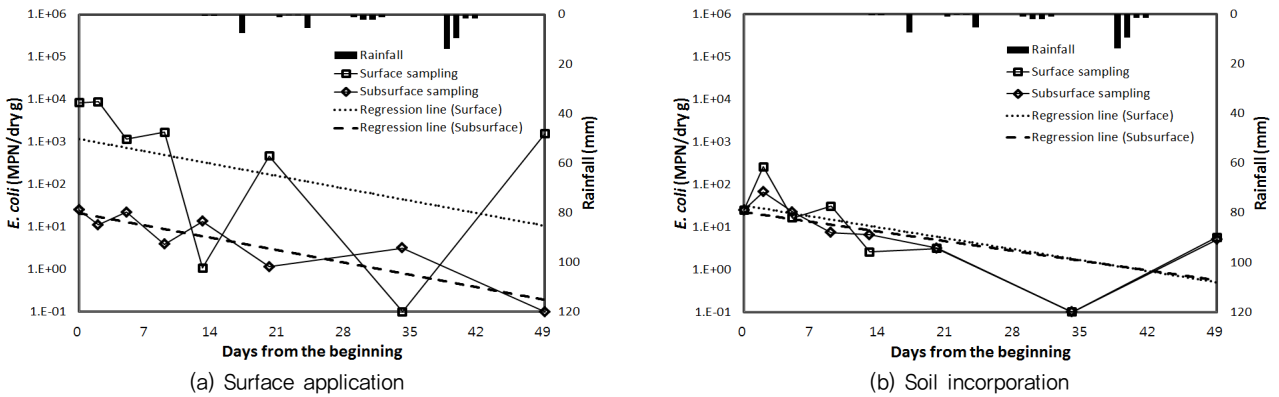 1.E+06
1.E+05
1.E+04
1.E+03
1.E+02
1.E+01
1.E+00
1.E-01
E. coli (MPN/dry g)
0
20
40
60
80
100
120
Rainfall (mm)
Rainfall
Surface sampling
Subsurface sampling
Regression line (Surface)
Regression line (Subsurface)
0 7 14 21 28 35 42 49
Days from the beginning
(a) Surface application
1.E+06
1.E+05
1.E+04
1.E+03
1.E+02
1.E+01
1.E+00
1.E-01
E. coli (MPN/dry g)
0
20
40
60
80
100
120
Rainfall (mm)
Rainfall
Surface sampling
Subsurface sampling
Regression line (Surface)
Regression line (Subsurface)
0 7 14 21 28 35 42 49
Days from the beginning
(b) Soil incorporation